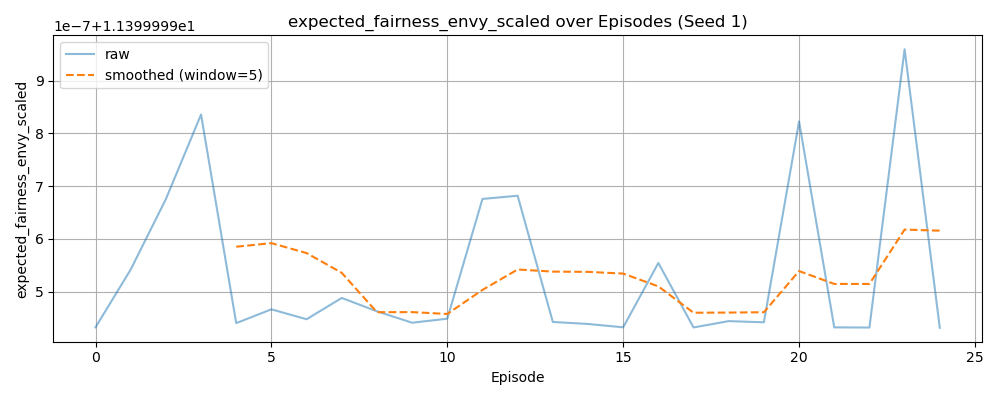 expected_fairness_envy_scaled over Episodes (Seed 1)
1e−7+1.1399999e1
raw
smoothed (window=5)
expected_fairness_envy_scaled
9
8
7
6
5
0
5
10
15
20
25
Episode